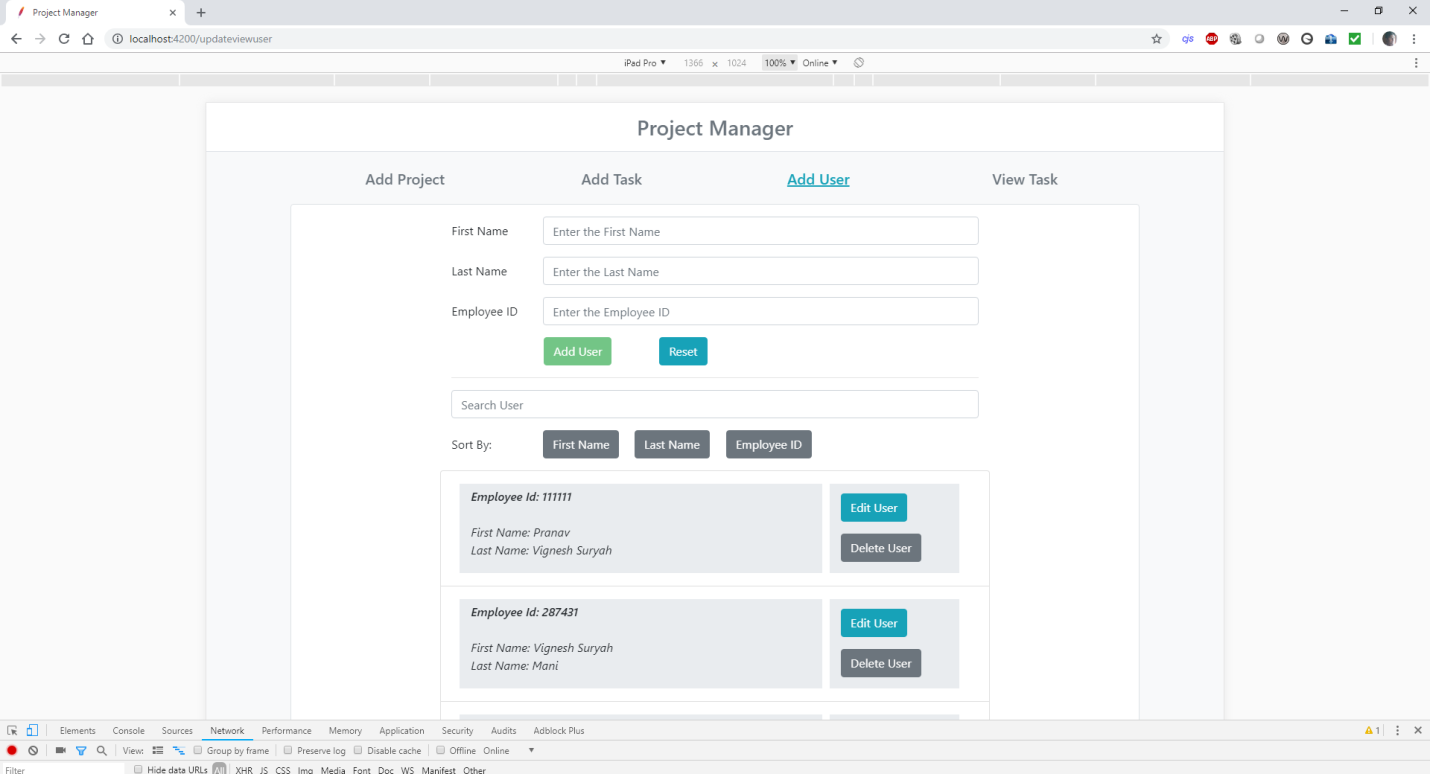 Project Manager
localhost:4200/updateviewuser
cjs ABP
iPad Pro ▼ 1366 x 1024 100% ▼ Online ▼
Project Manager
Add Project Add Task Add User View Task
First Name Enter the First Name
Last Name Enter the Last Name
Employee ID Enter the Employee ID
Add User Reset
Search User
Sort By: First Name Last Name Employee ID
Employee Id: 111111
Edit User
First Name: Pranav
Last Name: Vignesh Suryah
Delete User
Employee Id: 287431
Edit User
First Name: Vignesh Suryah
Last Name: Mani
Delete User
Elements Console Sources Network Performance Memory Application Security Audits Adblock Plus 1
View: Group by frame Preserve log Disable cache Offline Online ▼
Filter Hide data URLs All XHR JS CSS Img Media Font Doc WS Manifest Other